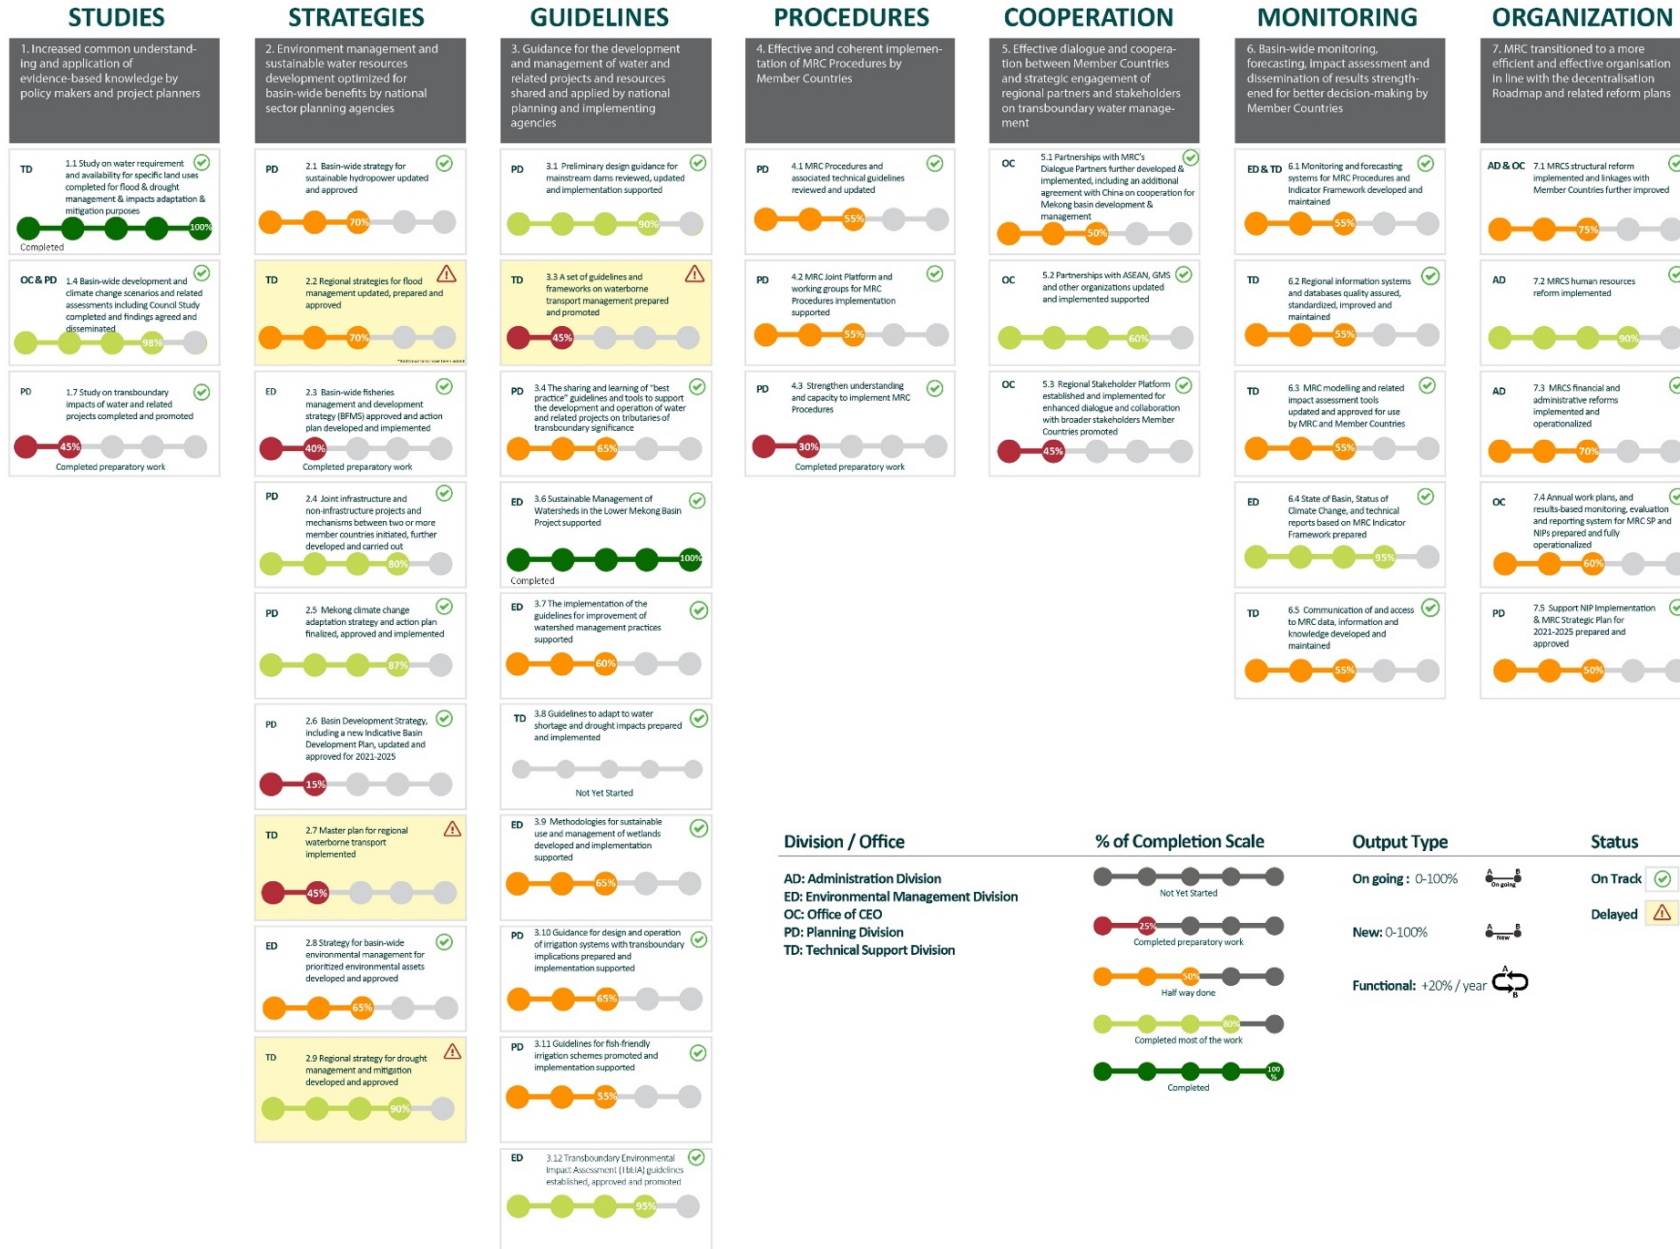 STUDIES
1. Increased common understand-
ing and application of
evidence-based knowledge by
policy makers and project planners
TD
1.1 Study on water requirement
and availability for specific land uses
completed for flood & drought
management & impacts adaptation &
mitigation purposes
100%
Completed
OC & PD
1.4 Basin-wide development and
climate change scenarios and related
assessments including Council Study
completed and findings agreed and
disseminated
98%
PD
1.7 Study on transboundary
impacts of water and related
projects completed and promoted
45%
Completed preparatory work
STRATEGIES
2. Environment management and
sustainable water resources
development optimized for
basin-wide benefits by national
sector planning agencies
PD
2.1 Basin-wide strategy for
sustainable hydropower updated
and approved
70%
TD
2.2 Regional strategies for flood
management updated, prepared and
approved
70%
ED
2.3 Basin-wide fisheries
management and development
strategy (BFMS) approved and action
plan developed and implemented
40%
Completed preparatory work
PD
2.4 Joint infrastructure and
non-infrastructure projects and
mechanisms between two or more
member countries initiated, further
developed and carried out
80%
PD
2.5 Mekong climate change
adaptation strategy and action plan
finalized, approved and implemented
87%
PD
2.6 Basin Development Strategy,
including a new Indicative Basin
Development Plan, updated and
approved for 2021-2025
15%
TD
2.7 Master plan for regional
waterborne transport
implemented
45%
ED
2.8 Strategy for basin-wide
environmental management for
prioritized environmental assets
developed and approved
65%
TD
2.9 Regional strategy for drought
management and mitigation
developed and approved
90%
GUIDELINES
3. Guidance for the development
and management of water and
related projects and resources
shared and applied by national
planning and implementing
agencies
PD
3.1 Preliminary design guidance for
mainstream dams reviewed, updated
and implementation supported
90%
TD
3.3 A set of guidelines and
frameworks on waterborne
transport management prepared
and promoted
45%
PD
3.4 The sharing and learning of "best
practice" guidelines and tools to support
the development and operation of water
and related projects on tributaries of
transboundary significance
65%
ED
3.6 Sustainable Management of
Watersheds in the Lower Mekong Basin
Project supported
100%
Completed
ED
3.7 The implementation of the
guidelines for improvement of
watershed management practices
supported
60%
TD
3.8 Guidelines to adapt to water
shortage and drought impacts prepared
and implemented
Not Yet Started
ED
3.9 Methodologies for sustainable
use and management of wetlands
developed and implementation
supported
65%
PD
3.10 Guidance for design and operation
of irrigation systems with transboundary
implications prepared and
implementation supported
65%
PD
3.11 Guidelines for fish-friendly
irrigation schemes promoted and
implementation supported
55%
ED
3.12 Transboundary Environmental
Impact Assessment (TbEIA) guidelines
established, approved and promoted
95%
PROCEDURES
4. Effective and coherent implemen-
tation of MRC Procedures by
Member Countries
PD
4.1 MRC Procedures and
associated technical guidelines
reviewed and updated
55%
PD
4.2 MRC Joint Platform and
working groups for MRC
Procedures implementation
supported
55%
PD
4.3 Strengthen understanding
and capacity to implement MRC
Procedures
30%
Completed preparatory work
COOPERATION
5. Effective dialogue and coopera-
tion between Member Countries
and strategic engagement of
regional partners and stakeholders
on transboundary water manage-
ment
OC
5.1 Partnerships with MRC's
Dialogue Partners further developed &
implemented, including an additional
agreement with China on cooperation for
Mekong basin development &
management
50%
OC
5.2 Partnerships with ASEAN, GMS
and other organizations updated
and implemented supported
60%
OC
5.3 Regional Stakeholder Platform
established and implemented for
enhanced dialogue and collaboration
with broader stakeholders Member
Countries promoted
45%
MONITORING
6. Basin-wide monitoring,
forecasting, impact assessment and
dissemination of results strength-
ened for better decision-making by
Member Countries
ED & TD
6.1 Monitoring and forecasting
systems for MRC Procedures and
Indicator Framework developed and
maintained
55%
TD
6.2 Regional information systems
and databases quality assured,
standardized, improved and
maintained
55%
TD
6.3 MRC modelling and related
impact assessment tools
updated and approved for use
by MRC and Member Countries
55%
ED
6.4 State of Basin, Status of
Climate Change, and technical
reports based on MRC Indicator
Framework prepared
95%
TD
6.5 Communication of and access
to MRC data, information and
knowledge developed and
maintained
55%
ORGANIZATION
7. MRC transitioned to a more
efficient and effective organisation
in line with the decentralisation
Roadmap and related reform plans
AD & OC
7.1 MRCS structural reform
implemented and linkages with
Member Countries further improved
75%
AD
7.2 MRCS human resources
reform implemented
90%
AD
7.3 MRCS financial and
administrative reforms
implemented and
operationalized
70%
OC
7.4 Annual work plans, and
results-based monitoring, evaluation
and reporting system for MRC SP and
NIPs prepared and fully
operationalized
60%
PD
7.5 Support NIP Implementation
& MRC Strategic Plan for
2021-2025 prepared and
approved
50%
Division / Office
AD: Administration Division
ED: Environmental Management Division
OC: Office of CEO
PD: Planning Division
TD: Technical Support Division
% of Completion Scale
Not Yet Started
25%
Completed preparatory work
50%
Half way done
80%
Completed most of the work
100
%
Completed
Output Type
On going : 0-100%
A B
On going
New: 0-100%
A B
New
Functional: +20% / year
A
B
Status
On Track
Delayed